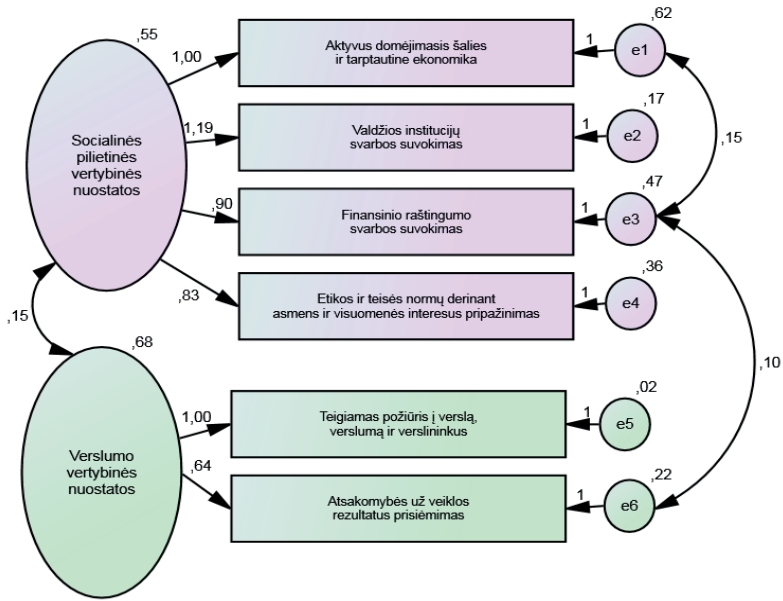 ,55
Socialinės
pilietinės
vertybinės
nuostatos
1,00
Aktyvus domėjimasis šalies
ir tarptautine ekonomika
1
,62
e1
1,19
Valdžios institucijų
svarbos suvokimas
1
,17
e2
,15
,90
Finansinio raštingumo
svarbos suvokimas
1
,47
e3
,83
Etikos ir teisės normų derinant
asmens ir visuomenės interesus pripažinimas
1
,36
e4
,15
,10
,68
Verslumo
vertybinės
nuostatos
1,00
Teigiamas požiūris į verslą,
verslumą ir verslininkus
1
,02
e5
,64
Atsakomybės už veiklos
rezultatus prisiėmimas
1
,22
e6